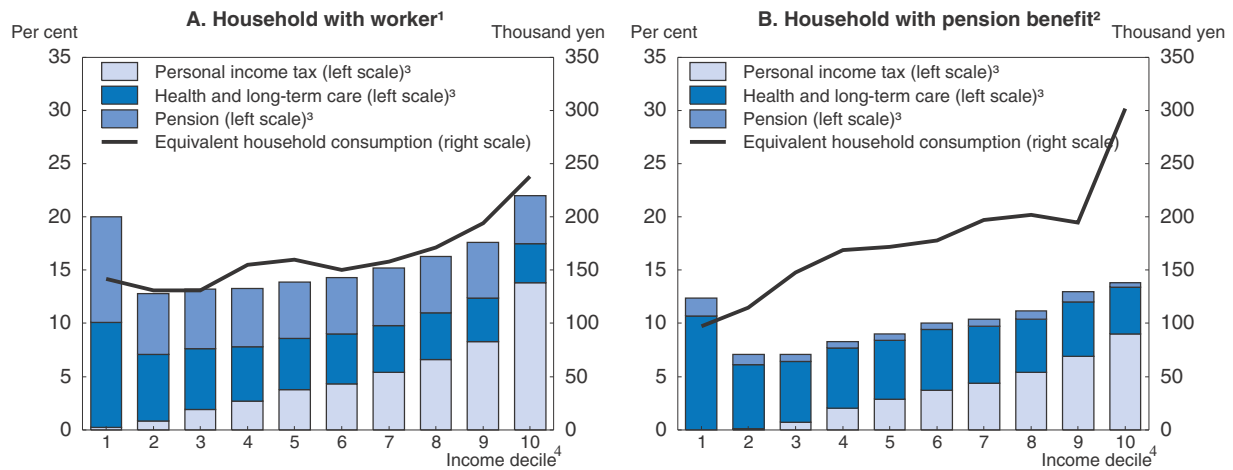 A. Household with worker¹
Per cent
Thousand yen
35
350
Personal income tax (left scale)³
30
300
Health and long-term care (left scale)³
25
250
Pension (left scale)³
Equivalent household consumption (right scale)
20
200
15
150
10
100
5
50
0
0
1 2 3 4 5 6 7 8 9 10
Income decile⁴
B. Household with pension benefit²
Per cent
Thousand yen
35
350
Personal income tax (left scale)³
30
300
Health and long-term care (left scale)³
25
250
Pension (left scale)³
Equivalent household consumption (right scale)
20
200
15
150
10
100
5
50
0
0
1 2 3 4 5 6 7 8 9 10
Income decile⁴